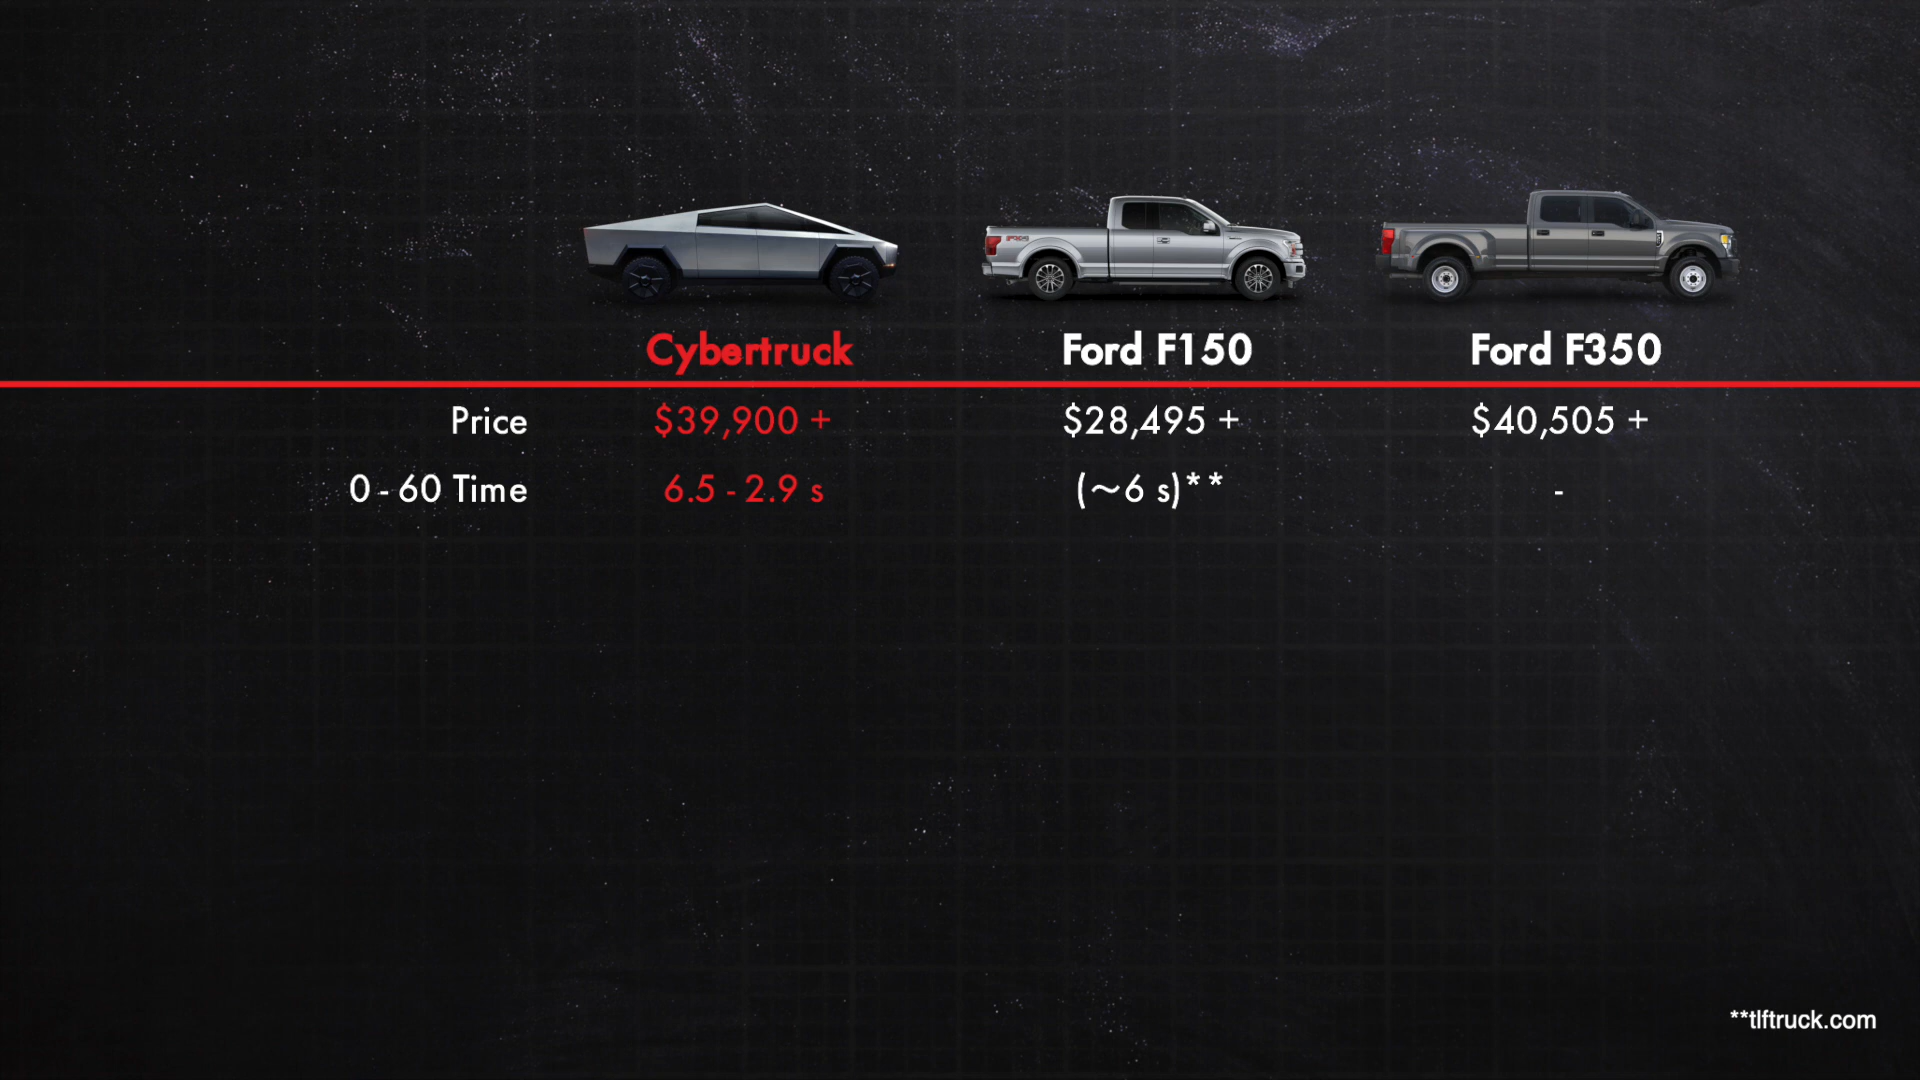 Cybertruck Ford F150 Ford F350
Price $39,900 + $28,495 + $40,505 +
0 - 60 Time 6.5 - 2.9 s (~6 s)** -
**tlftruck.com